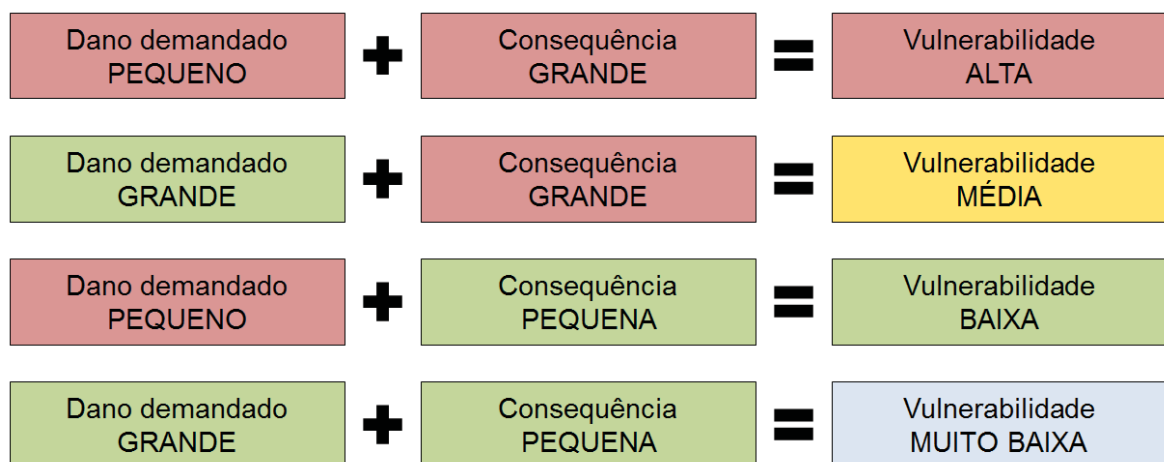 Dano demandado
PEQUENO
+
Consequência
GRANDE
=
Vulnerabilidade
ALTA
Dano demandado
GRANDE
+
Consequência
GRANDE
=
Vulnerabilidade
MÉDIA
Dano demandado
PEQUENO
+
Consequência
PEQUENA
=
Vulnerabilidade
BAIXA
Dano demandado
GRANDE
+
Consequência
PEQUENA
=
Vulnerabilidade
MUITO BAIXA